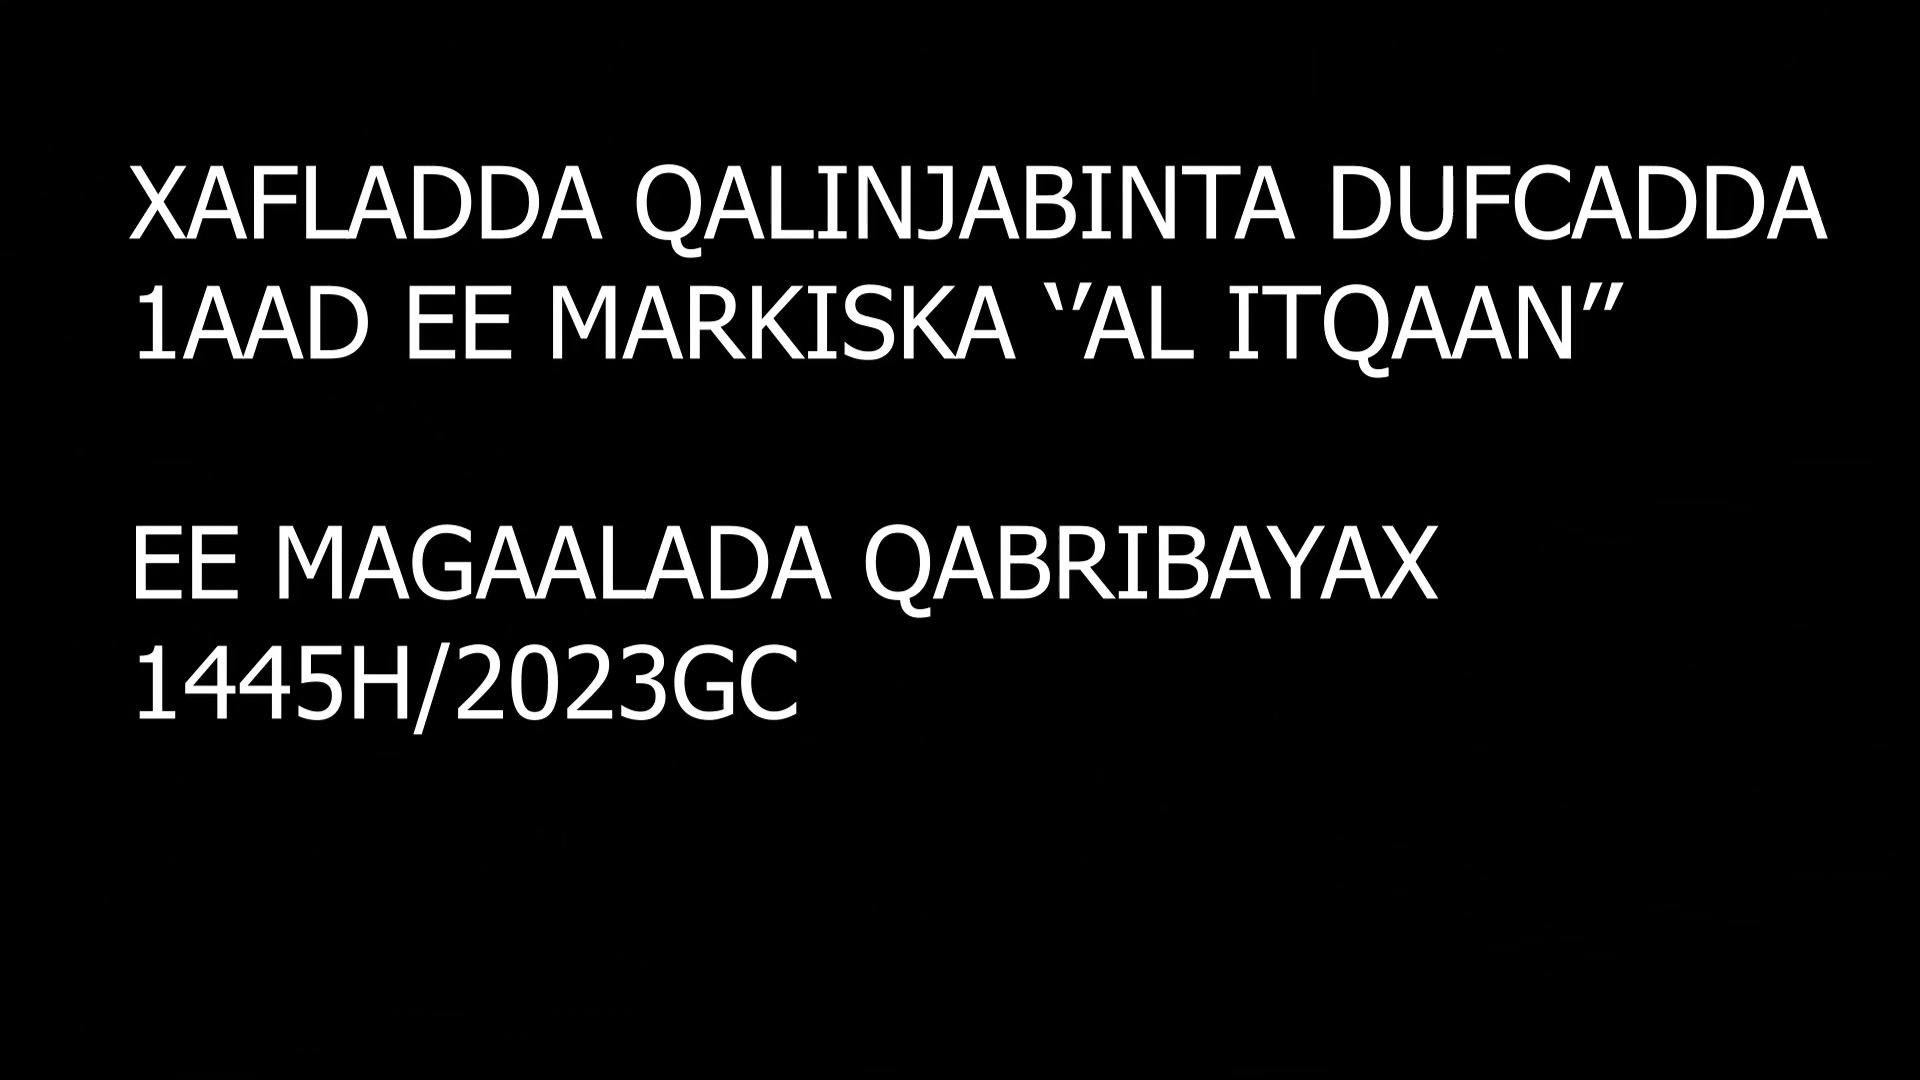 XAFLADDA QALINJABINTA DUFCADDA
1AAD EE MARKISKA ‘’AL ITQAAN’’
EE MAGAALADA QABRIBAYAX
1445H/2023GC